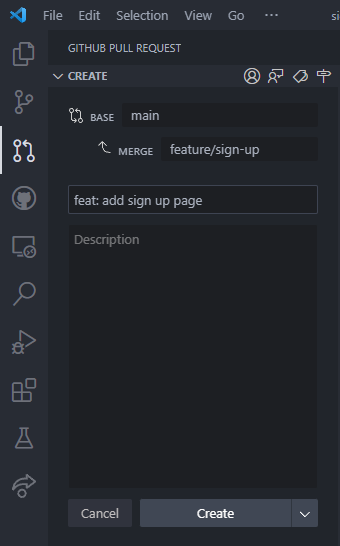 File Edit Selection View Go ··· si
GITHUB PULL REQUEST
CREATE
BASE main
MERGE feature/sign-up
feat: add sign up page
Description
Cancel Create